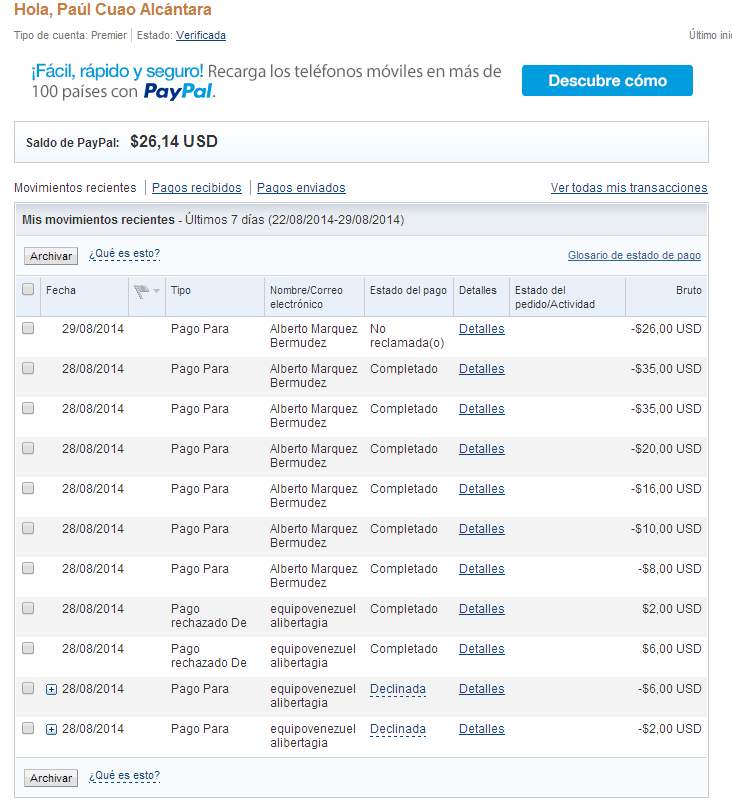 Hola, Paúl Cuao Alcántara
Tipo de cuenta: Premier | Estado: Verificada
¡Fácil, rápido y seguro! Recarga los teléfonos móviles en más de
100 países con PayPal.
Descubre cómo
Saldo de PayPal: $26,14 USD
Movimientos recientes | Pagos recibidos | Pagos enviados Ver todas mis transacciones
Mis movimientos recientes - Últimos 7 días (22/08/2014-29/08/2014)
Archivar ¿Qué es esto? Glosario de estado de pago
Fecha Tipo Nombre/Correo Estado del pago Detalles Estado del Bruto
electrónico pedido/Actividad
29/08/2014 Pago Para Alberto Marquez No Detalles -$26,00 USD
Bermudez reclamada(o)
28/08/2014 Pago Para Alberto Marquez Completado Detalles -$35,00 USD
Bermudez
28/08/2014 Pago Para Alberto Marquez Completado Detalles -$35,00 USD
Bermudez
28/08/2014 Pago Para Alberto Marquez Completado Detalles -$20,00 USD
Bermudez
28/08/2014 Pago Para Alberto Marquez Completado Detalles -$16,00 USD
Bermudez
28/08/2014 Pago Para Alberto Marquez Completado Detalles -$10,00 USD
Bermudez
28/08/2014 Pago Para Alberto Marquez Completado Detalles -$8,00 USD
Bermudez
28/08/2014 Pago equipovenezuel Completado Detalles $2,00 USD
rechazado De alibertagia
28/08/2014 Pago equipovenezuel Completado Detalles $6,00 USD
rechazado De alibertagia
28/08/2014 Pago Para equipovenezuel Declinada Detalles -$6,00 USD
alibertagia
28/08/2014 Pago Para equipovenezuel Declinada Detalles -$2,00 USD
alibertagia
Archivar ¿Qué es esto?